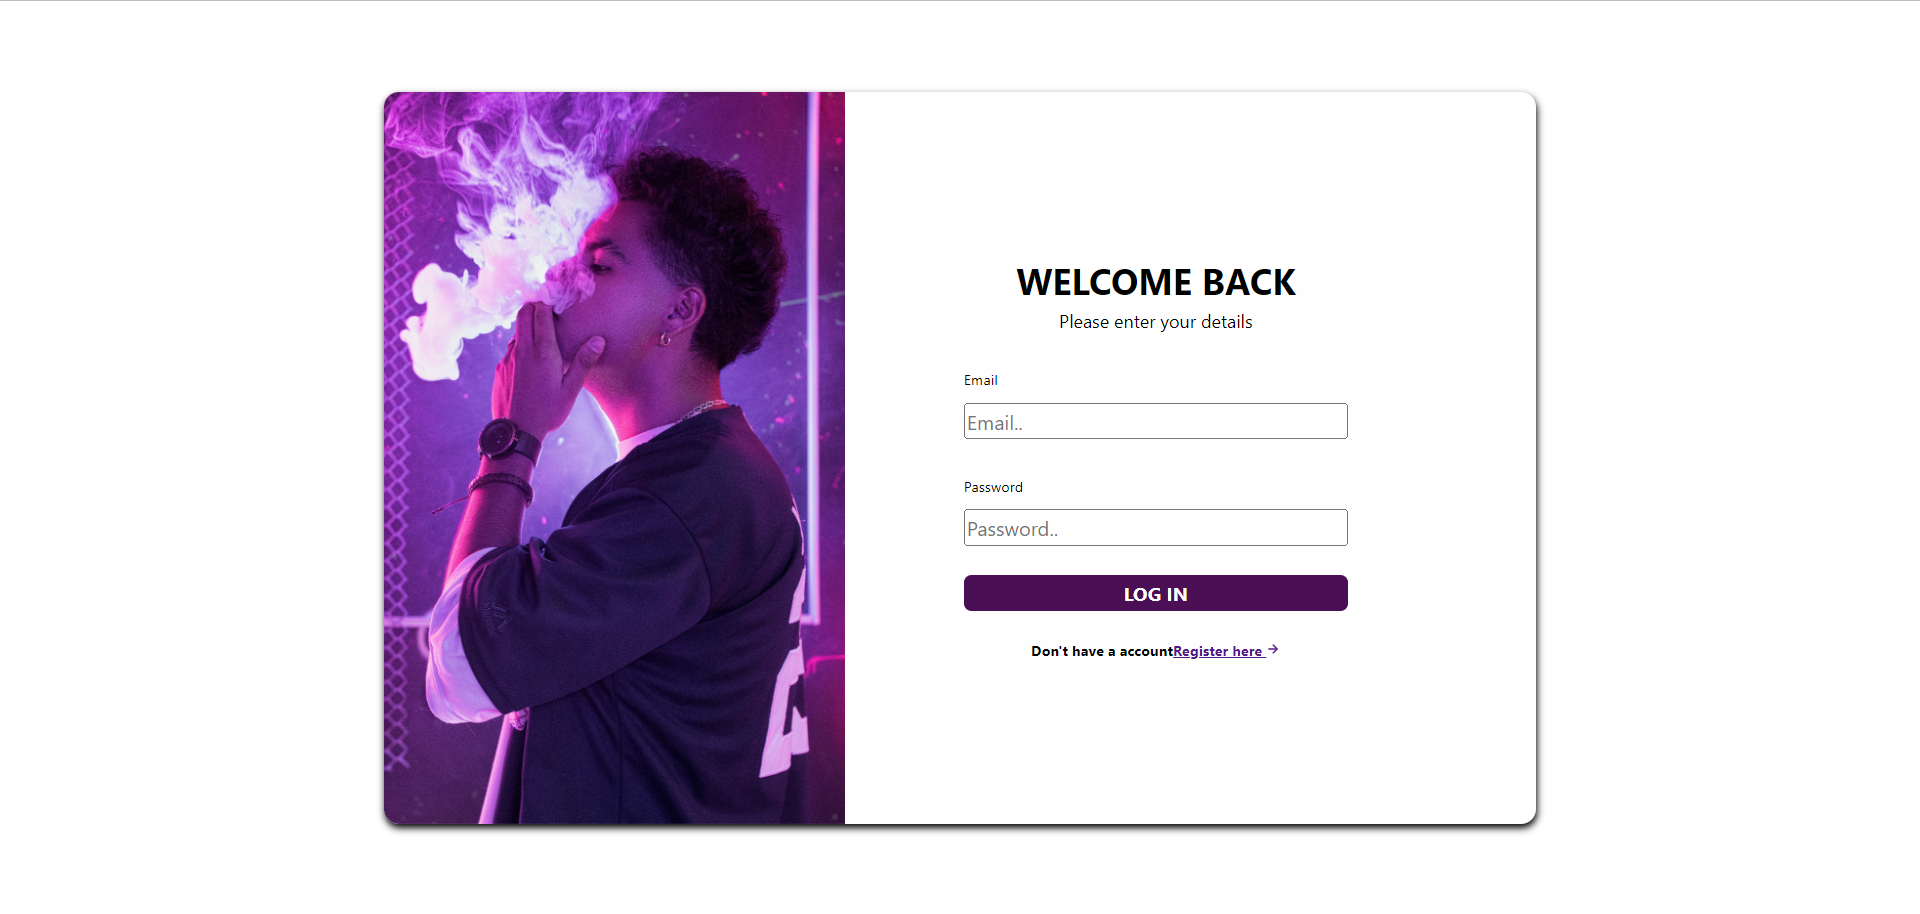 WELCOME BACK
Please enter your details
Email
Email..
Password
Password..
LOG IN
Don't have a accountRegister here →